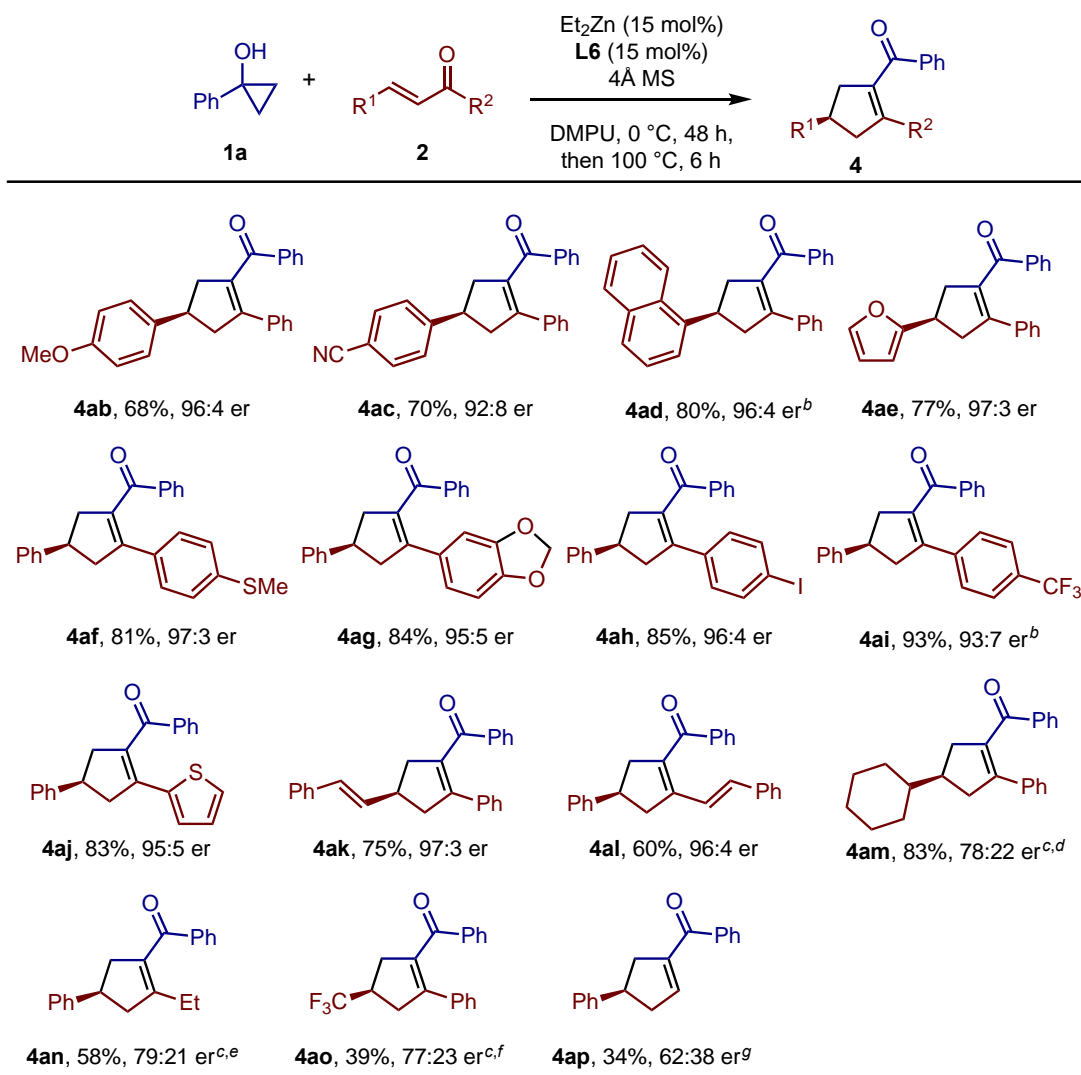 OH
Ph
1a
+
O
R1
R2
2
Et2Zn (15 mol%)
L6 (15 mol%)
4Å MS
DMPU, 0 °C, 48 h,
then 100 °C, 6 h
O
Ph
R1
R2
4
O
Ph
Ph
MeO
4ab, 68%, 96:4 er
O
Ph
Ph
NC
4ac, 70%, 92:8 er
O
Ph
Ph
4ad, 80%, 96:4 er^b
O
Ph
O
Ph
4ae, 77%, 97:3 er
O
Ph
Ph
SMe
4af, 81%, 97:3 er
O
Ph
Ph
O
O
4ag, 84%, 95:5 er
O
Ph
Ph
I
4ah, 85%, 96:4 er
O
Ph
Ph
CF3
4ai, 93%, 93:7 er^b
O
Ph
Ph
S
4aj, 83%, 95:5 er
O
Ph
Ph
Ph
4ak, 75%, 97:3 er
O
Ph
Ph
Ph
4al, 60%, 96:4 er
O
Ph
Ph
4am, 83%, 78:22 er^c,d
O
Ph
Ph
Et
4an, 58%, 79:21 er^c,e
O
Ph
F3C
Ph
4ao, 39%, 77:23 er^c,f
O
Ph
Ph
4ap, 34%, 62:38 er^g